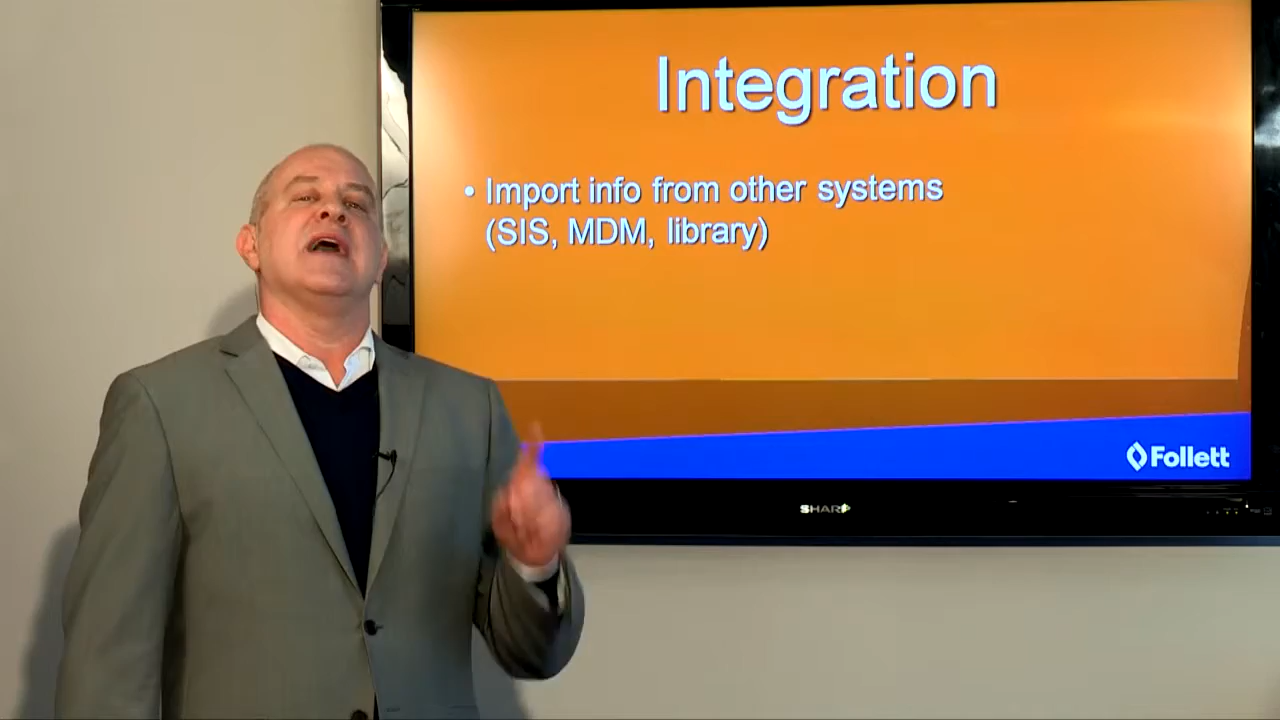 Integration
• Import info from other systems
(SIS, MDM, library)
Follett
SHARP